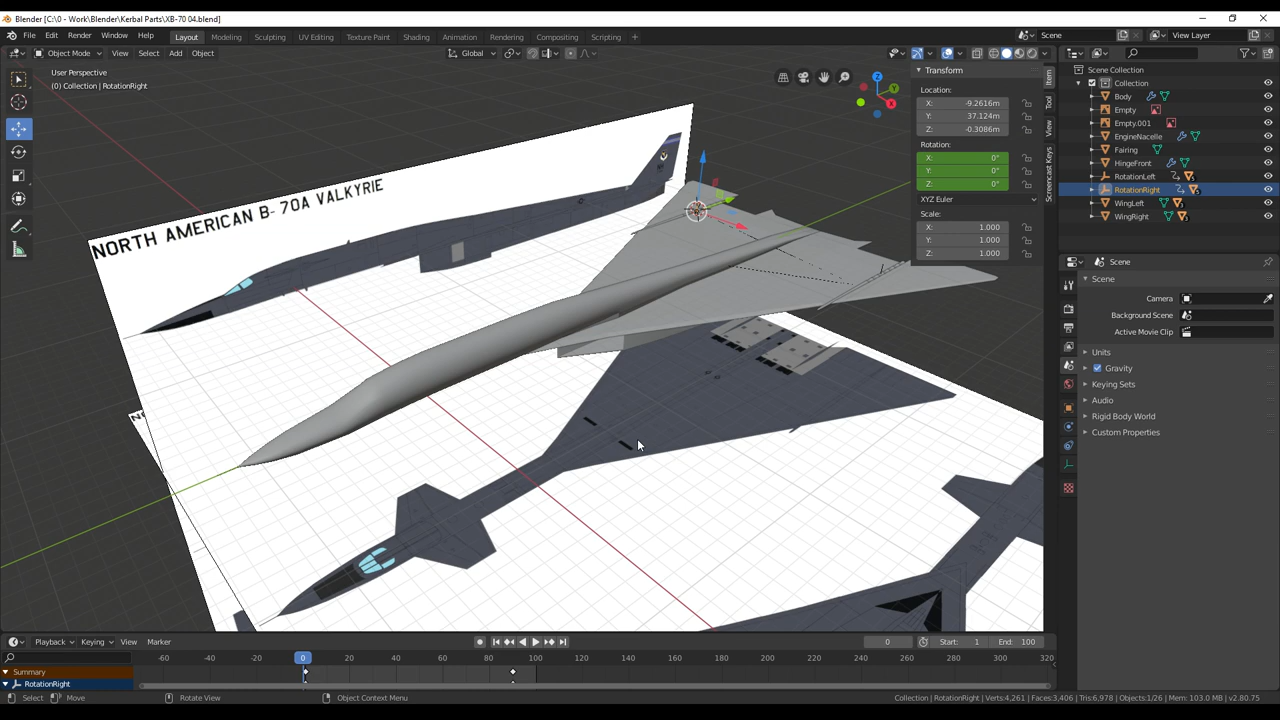 Blender [C:\0 - Work\Blender\Kerbal Parts\XB-70 04.blend]
File Edit Render Window Help Layout Modeling Sculpting UV Editing Texture Paint Shading Animation Rendering Compositing Scripting + Scene View Layer
Object Mode View Select Add Object Global
User Perspective
(0) Collection | RotationRight
Transform
Location:
X: -9.2616m
Y: 37.124m
Z: -0.3086m
Rotation:
X: 0°
Y: 0°
Z: 0°
XYZ Euler
Scale:
X: 1.000
Y: 1.000
Z: 1.000
Item
Tool
View
Screencast Keys
Z
Y
X
NORTH AMERICAN B-70A VALKYRIE
Scene Collection
Collection
Body
Empty
Empty.001
EngineNacelle
Fairing
HingeFront
RotationLeft
RotationRight
WingLeft
WingRight
Scene
Scene
Camera
Background Scene
Active Movie Clip
Units
Gravity
Keying Sets
Audio
Rigid Body World
Custom Properties
Playback Keying View Marker 0 Start: 1 End: 100
-60 -40 -20 0 20 40 60 80 100 120 140 160 180 200 220 240 260 280 300 320
Summary
RotationRight
Select Move Rotate View Object Context Menu Collection | RotationRight | Verts:4,261 | Faces:3,406 | Tris:6,978 | Objects:1/26 | Mem: 103.0 MB | v2.80.75